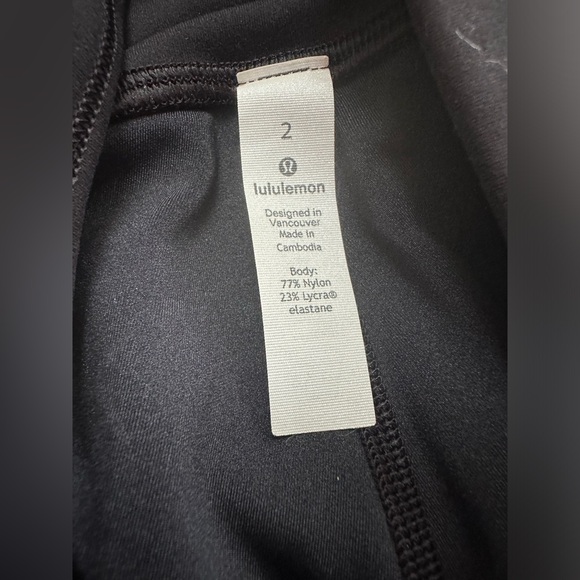 2
lululemon
Designed in
Vancouver
Made in
Cambodia
Body:
77% Nylon
23% Lycra®
elastane